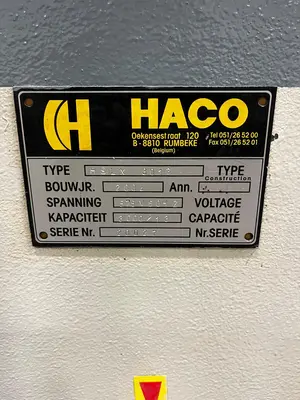 HACO
Oekensestraat 120 Tel 051/26 52 00
B - 8810 RUMBEKE Fax 051/26 52 01
(Belgium)
TYPE TYPE
BOUWJR. Ann. Construction
SPANNING VOLTAGE
KAPACITEIT CAPACITÉ
SERIE Nr. Nr. SERIE